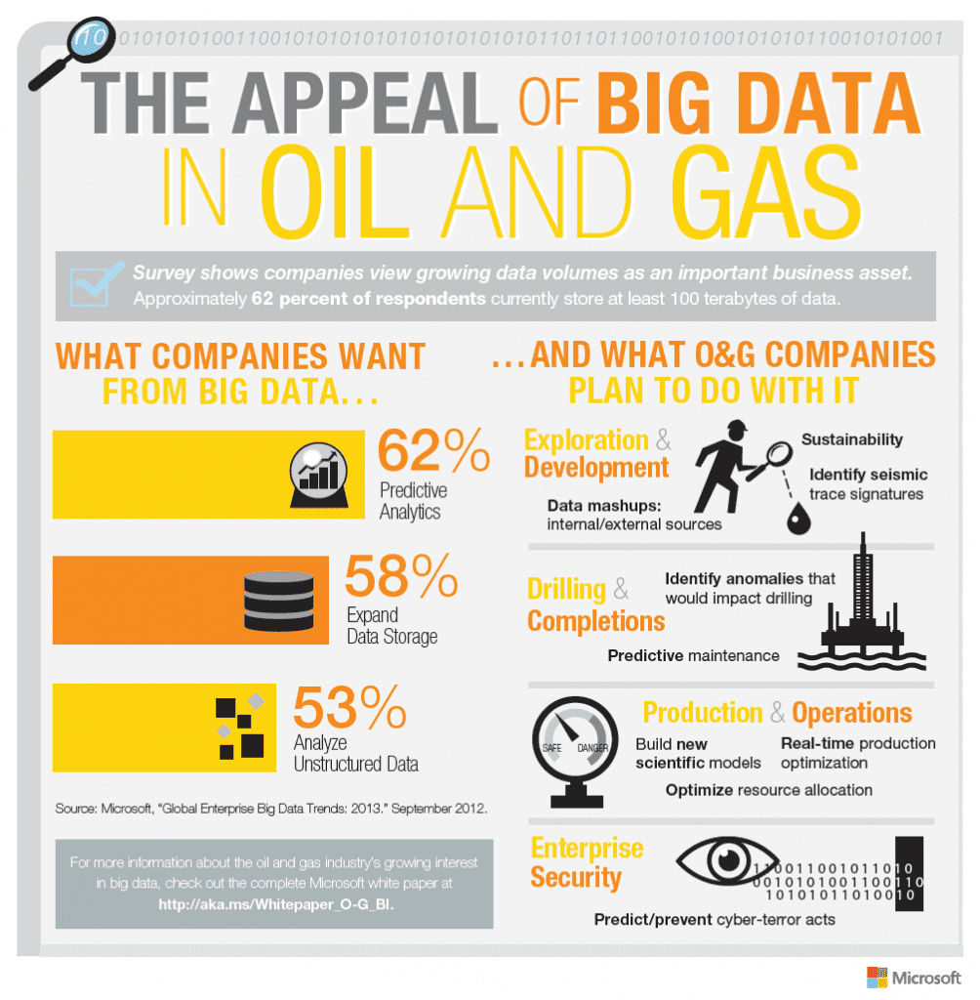 10 010101010011001010101010101010101010110110110010101001010101100101010010
THE APPEAL OF BIG DATA
IN OIL AND GAS
Survey shows companies view growing data volumes as an important business asset.
Approximately 62 percent of respondents currently store at least 100 terabytes of data.
WHAT COMPANIES WANT
FROM BIG DATA...
62%
Predictive
Analytics
58%
Expand
Data Storage
53%
Analyze
Unstructured Data
Source: Microsoft, "Global Enterprise Big Data Trends: 2013." September 2012.
For more information about the oil and gas industry's growing interest
in big data, check out the complete Microsoft white paper at
http://aka.ms/Whitepaper_O-G_BI.
...AND WHAT O&G COMPANIES
PLAN TO DO WITH IT
Exploration &
Development
Sustainability
Identify seismic
trace signatures
Data mashups:
internal/external sources
Drilling &
Completions
Identify anomalies that
would impact drilling
Predictive maintenance
SAFE DANGER
Production & Operations
Build new
scientific models
Real-time production
optimization
Optimize resource allocation
Enterprise
Security
110011001011010
0010101001100110
10101011010010
Predict/prevent cyber-terror acts
Microsoft